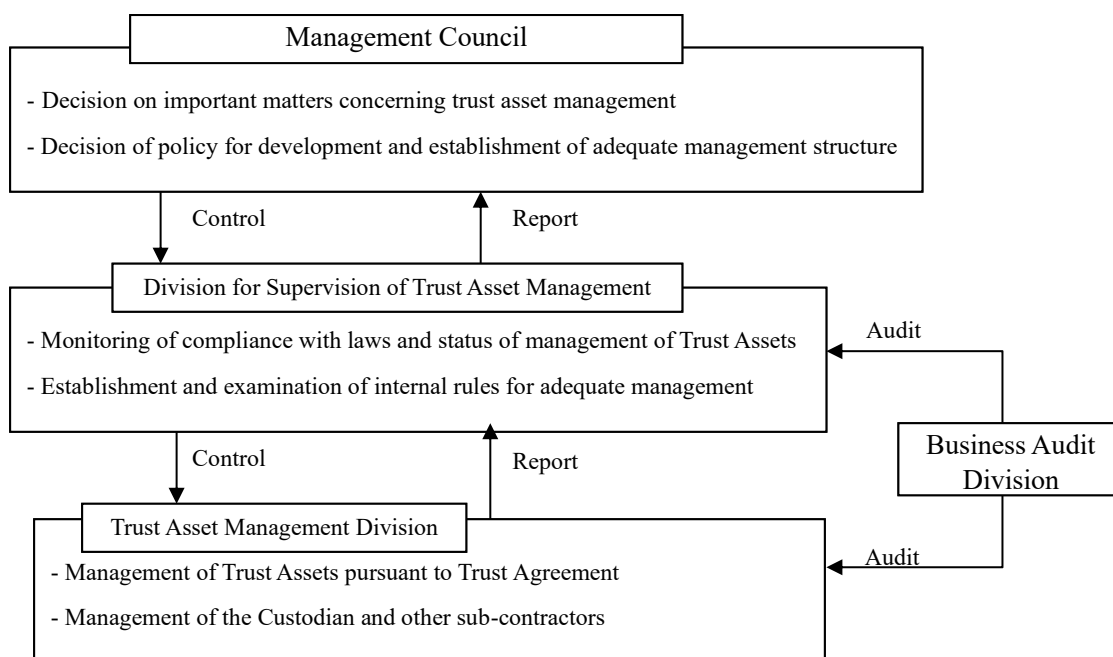 Management Council
- Decision on important matters concerning trust asset management
- Decision of policy for development and establishment of adequate management structure
Control
Report
Division for Supervision of Trust Asset Management
- Monitoring of compliance with laws and status of management of Trust Assets
- Establishment and examination of internal rules for adequate management
Audit
Business Audit
Division
Control
Report
Trust Asset Management Division
- Management of Trust Assets pursuant to Trust Agreement
- Management of the Custodian and other sub-contractors
Audit